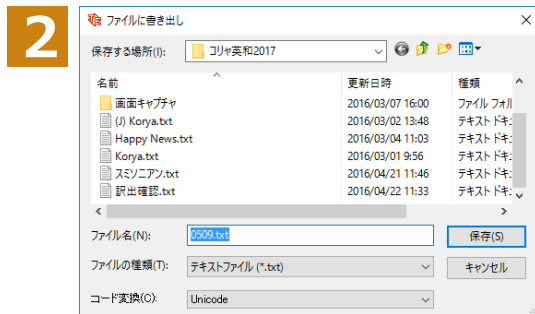 2
ファイルに書き出し
保存する場所(I): コリャ英和2017
名前 更新日時 種類
画面キャプチャ 2016/03/07 16:00 ファイル フォル
(J) Korya.txt 2016/03/02 13:48 テキスト ドキ
Happy News.txt 2016/03/04 11:03 テキスト ドキ
Korya.txt 2016/03/01 9:56 テキスト ドキ
スミソニアン.txt 2016/04/21 11:46 テキスト ドキ
訳出確認.txt 2016/04/22 11:33 テキスト ドキ
ファイル名(N): 0509.txt 保存(S)
ファイルの種類(T): テキストファイル (*.txt) キャンセル
コード変換(C): Unicode